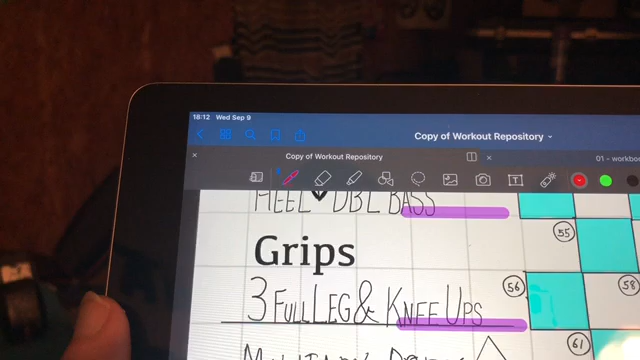 18:12 Wed Sep 9
Copy of Workout Repository
Copy of Workout Repository
01 - workboo
HEEL DBL BASS
55
Grips
56 58
3 FULL LEG & KNEE UPS
61